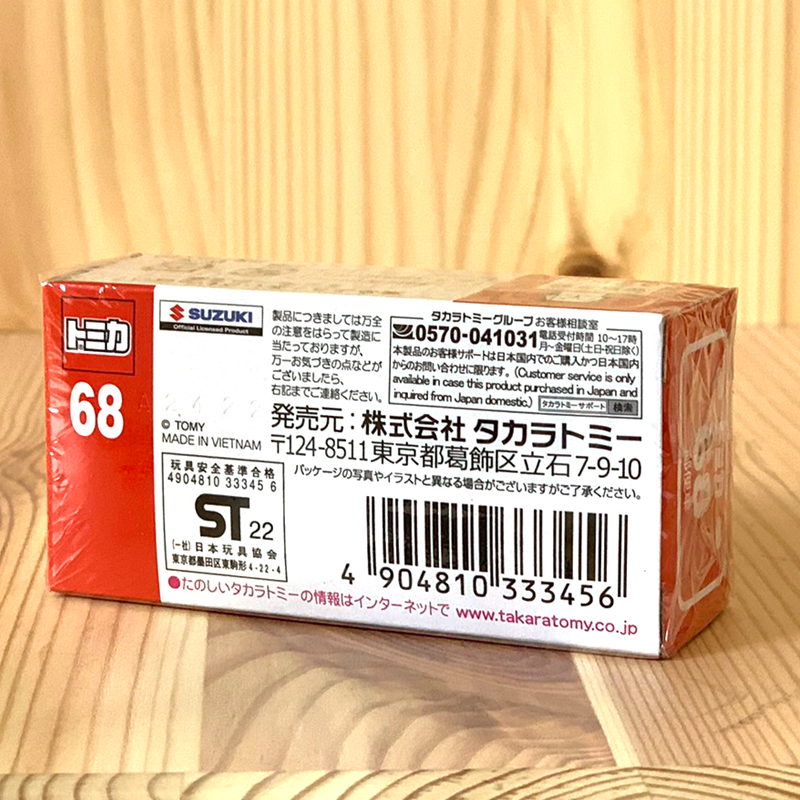 トミカ
68
SUZUKI
Official Licensed Product
© TOMY
MADE IN VIETNAM
製品につきましては万全
の注意をはらって製造に
当たっておりますが、
万一お気づきの点などが
ございましたら、
右記までご連絡ください。
タカラトミーグループお客様相談室
0570-041031
電話受付時間 10〜17時
月〜金曜日(土・日・祝日除く)
本製品のお客様サポートは日本国内でのご購入かつ日本国内
からのお問い合わせに限ります。(Customer service is only
available in case this product purchased in Japan and
inquired from Japan domestic.)
タカラトミーサポート 検索
発売元:株式会社 タカラトミー
〒124-8511 東京都葛飾区立石 7-9-10
パッケージの写真やイラストと異なる場合がございますがご了承ください。
玩具安全基準合格
4904810 33345 6
ST 22
(一社)日本玩具協会
東京都墨田区東駒形 4-22-4
4 904810 333456
●たのしいタカラトミーの情報はインターネットで www.takaratomy.co.jp